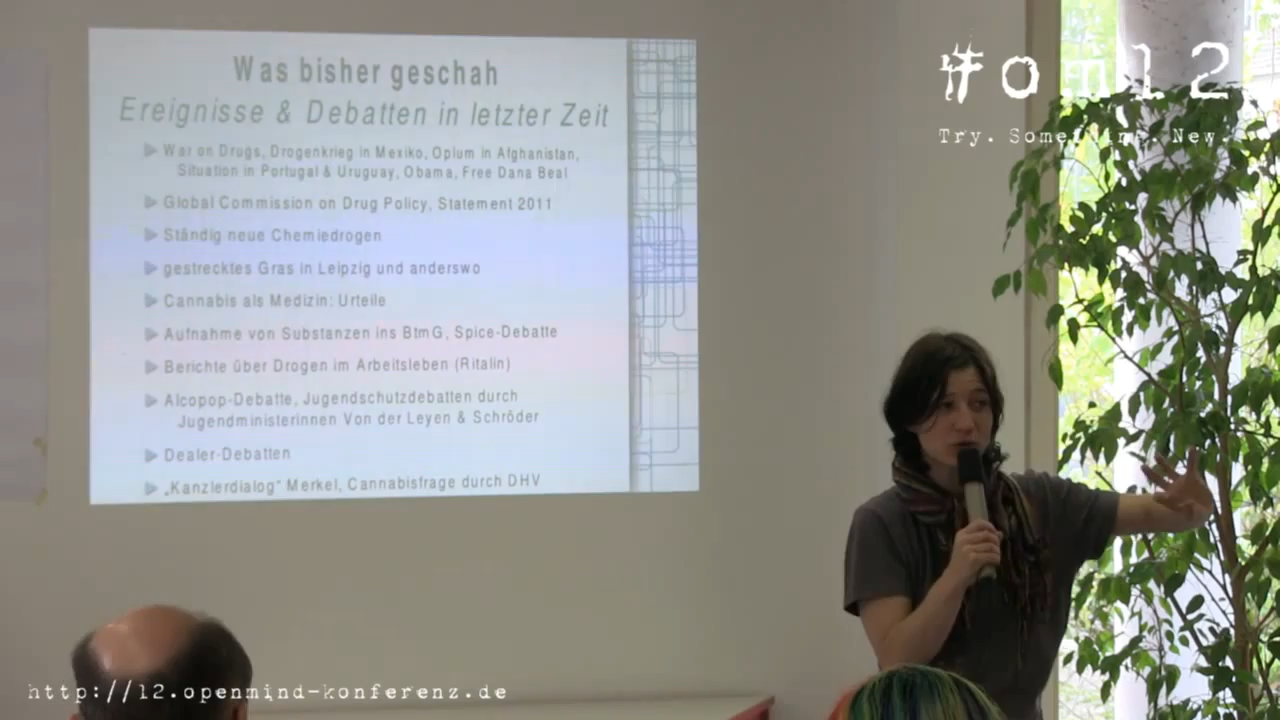 #om12
Try. Something. New.
Was bisher geschah
Ereignisse & Debatten in letzter Zeit
War on Drugs, Drogenkrieg in Mexiko, Opium in Afghanistan,
Situation in Portugal & Uruguay, Obama, Free Dana Beal
Global Commission on Drug Policy, Statement 2011
Ständig neue Chemiedrogen
gestrecktes Gras in Leipzig und anderswo
Cannabis als Medizin: Urteile
Aufnahme von Substanzen ins BtmG, Spice-Debatte
Berichte über Drogen im Arbeitsleben (Ritalin)
Alcopop-Debatte, Jugendschutzdebatten durch
Jugendministerinnen Von der Leyen & Schröder
Dealer-Debatten
„Kanzlerdialog“ Merkel, Cannabisfrage durch DHV
http://12.openmind-konferenz.de